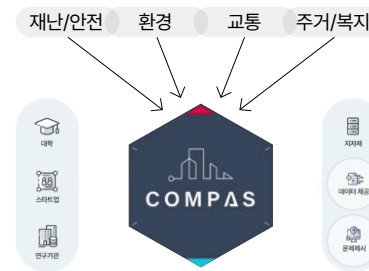 재난/안전 환경 교통 주거/복지
대학
스타트업
연구기관
COMPAS
지자체
데이터 제공
문제제시